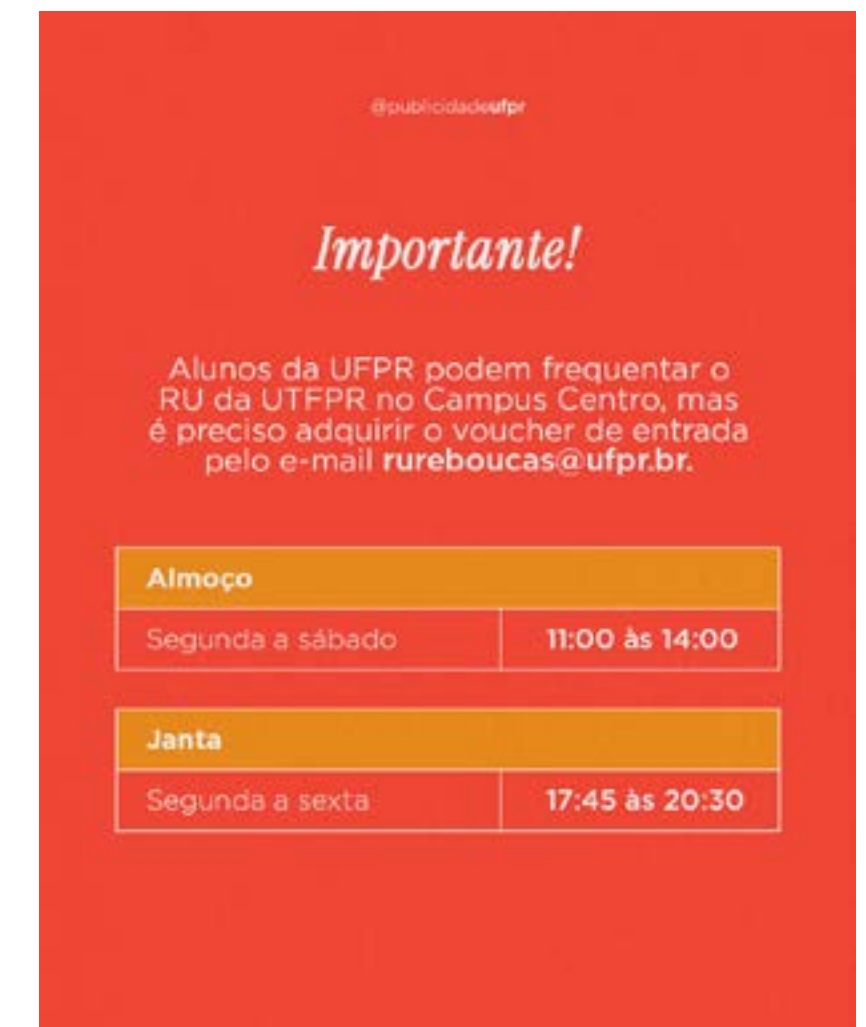 @publicidadeufpr
Importante!
Alunos da UFPR podem frequentar o
RU da UTFPR no Campus Centro, mas
é preciso adquirir o voucher de entrada
pelo e-mail rureboucas@ufpr.br.
Almoço
Segunda a sábado 11:00 às 14:00
Janta
Segunda a sexta 17:45 às 20:30